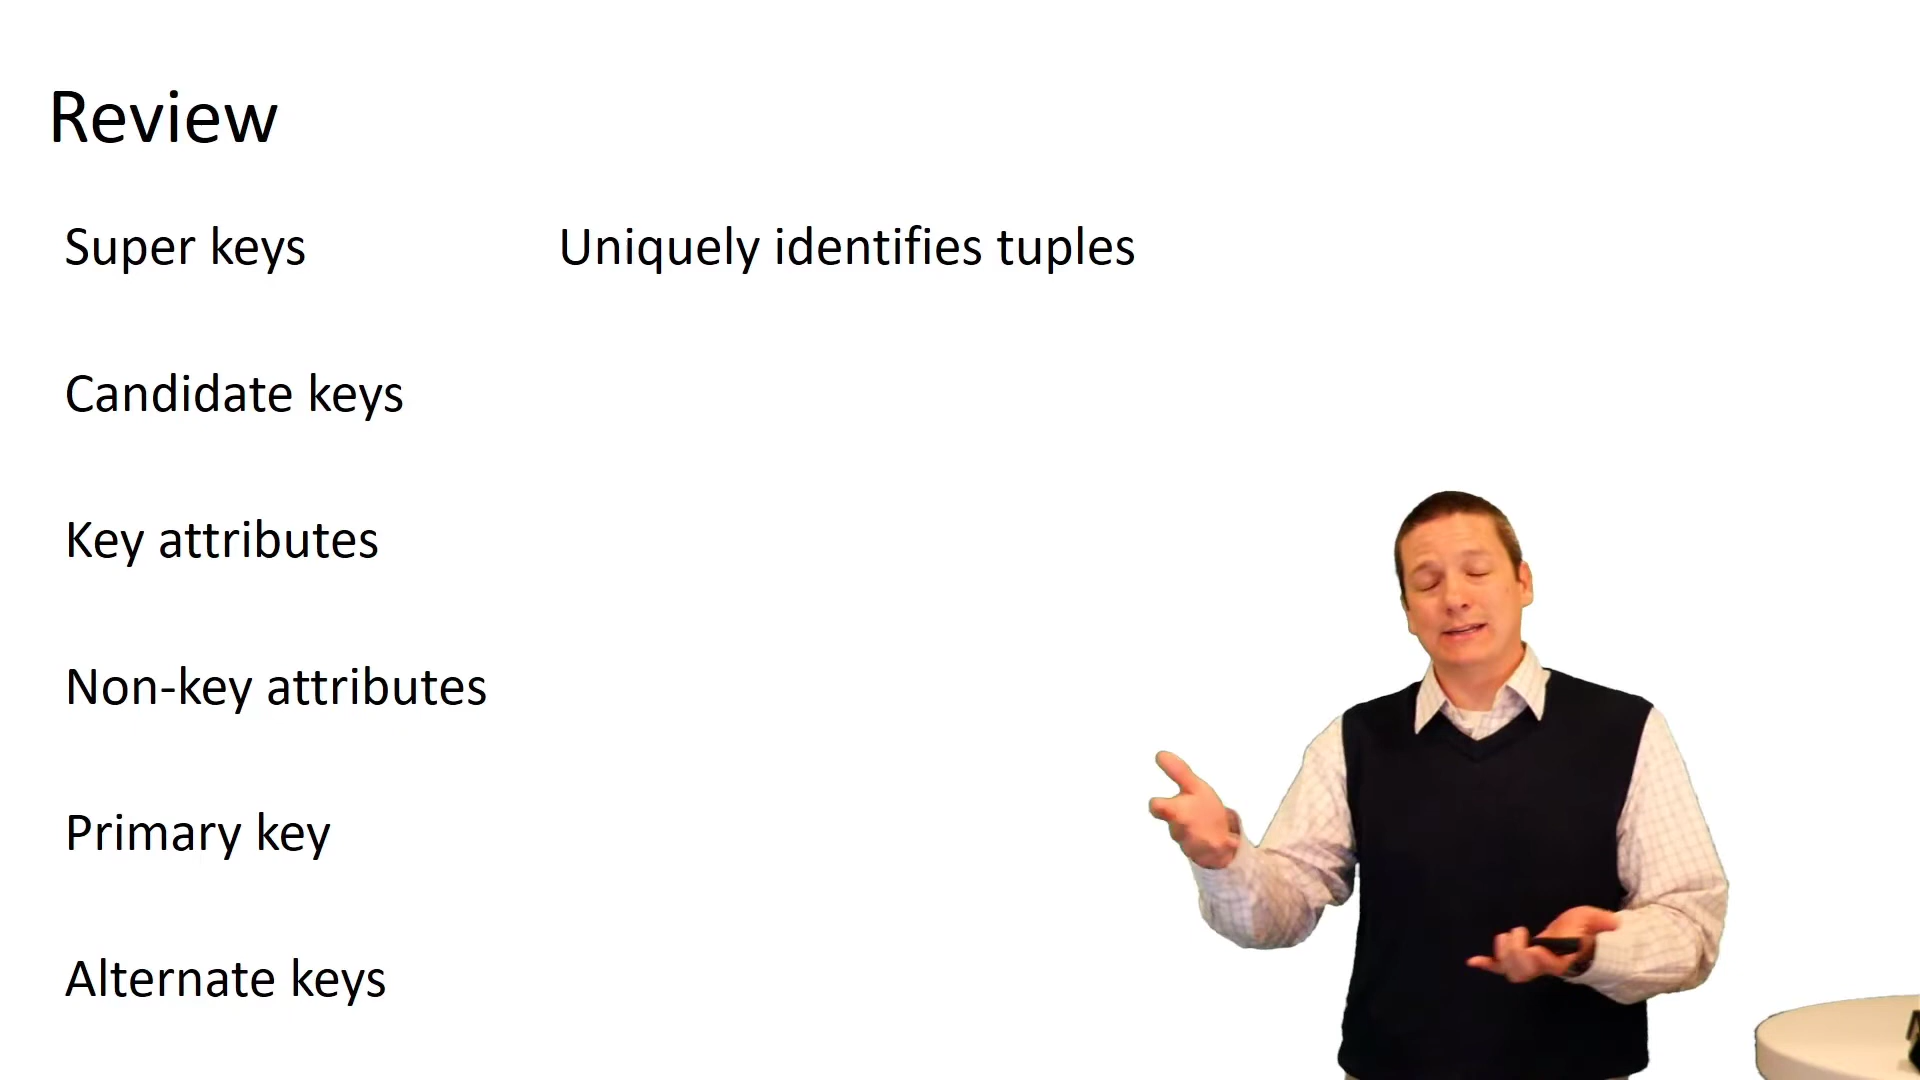 Review
Super keys Uniquely identifies tuples
Candidate keys
Key attributes
Non-key attributes
Primary key
Alternate keys